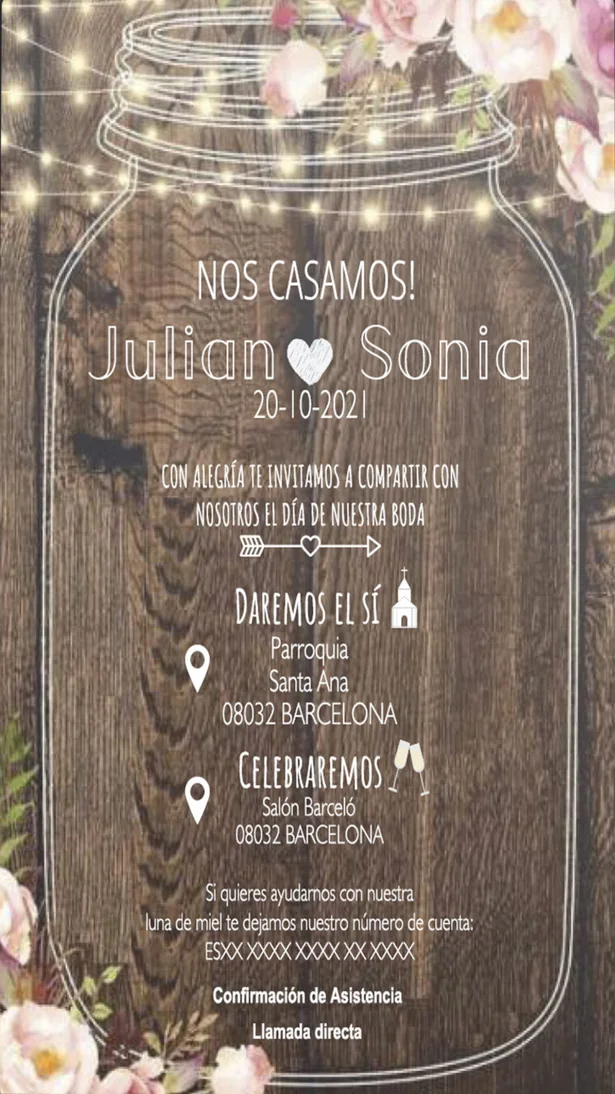 NOS CASAMOS!
Julian Sonia
20-10-2021
CON ALEGRÍA TE INVITAMOS A COMPARTIR CON
NOSOTROS EL DÍA DE NUESTRA BODA
DAREMOS EL SÍ
Parroquia
Santa Ana
08032 BARCELONA
CELEBRAREMOS
Salón Barceló
08032 BARCELONA
Si quieres ayudarnos con nuestra
luna de miel te dejamos nuestro número de cuenta:
ESXX XXXX XXXX XX XXXX
Confirmación de Asistencia
Llamada directa